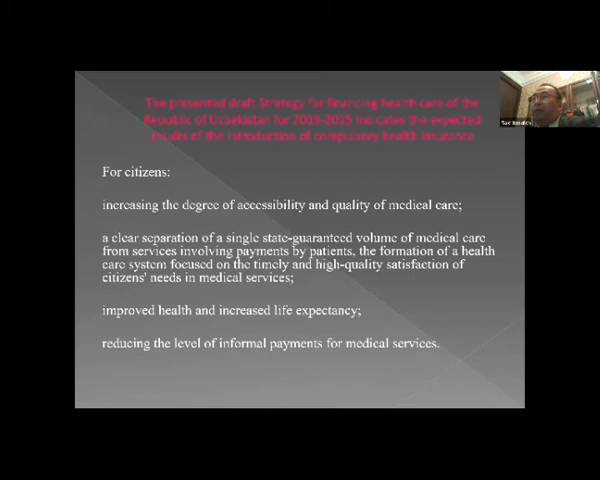 The presented draft Strategy for financing health care of the
Republic of Uzbekistan for 2019-2025 indicates the expected
results of the introduction of compulsory health insurance
For citizens:
increasing the degree of accessibility and quality of medical care;
a clear separation of a single state-guaranteed volume of medical care
from services involving payments by patients, the formation of a health
care system focused on the timely and high-quality satisfaction of
citizens' needs in medical services;
improved health and increased life expectancy;
reducing the level of informal payments for medical services.